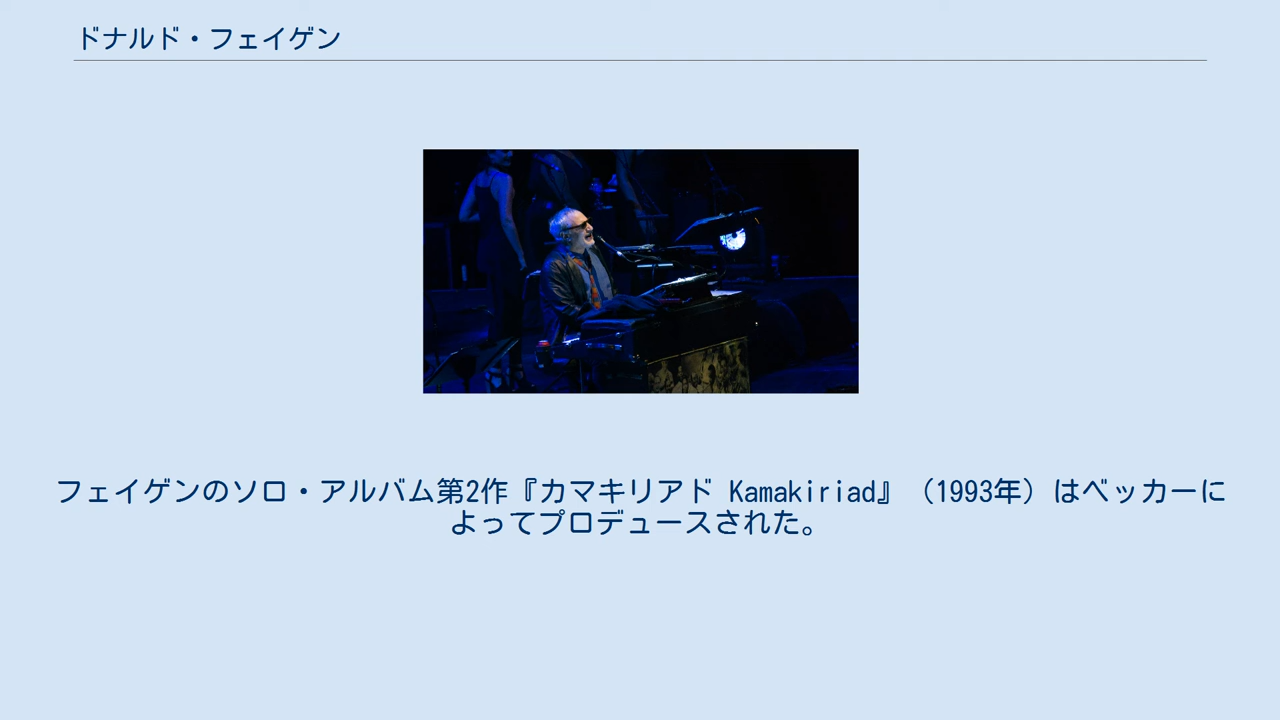 ドナルド・フェイゲン
フェイゲンのソロ・アルバム第2作『カマキリアド Kamakiriad』（1993年）はベッカーに
よってプロデュースされた。